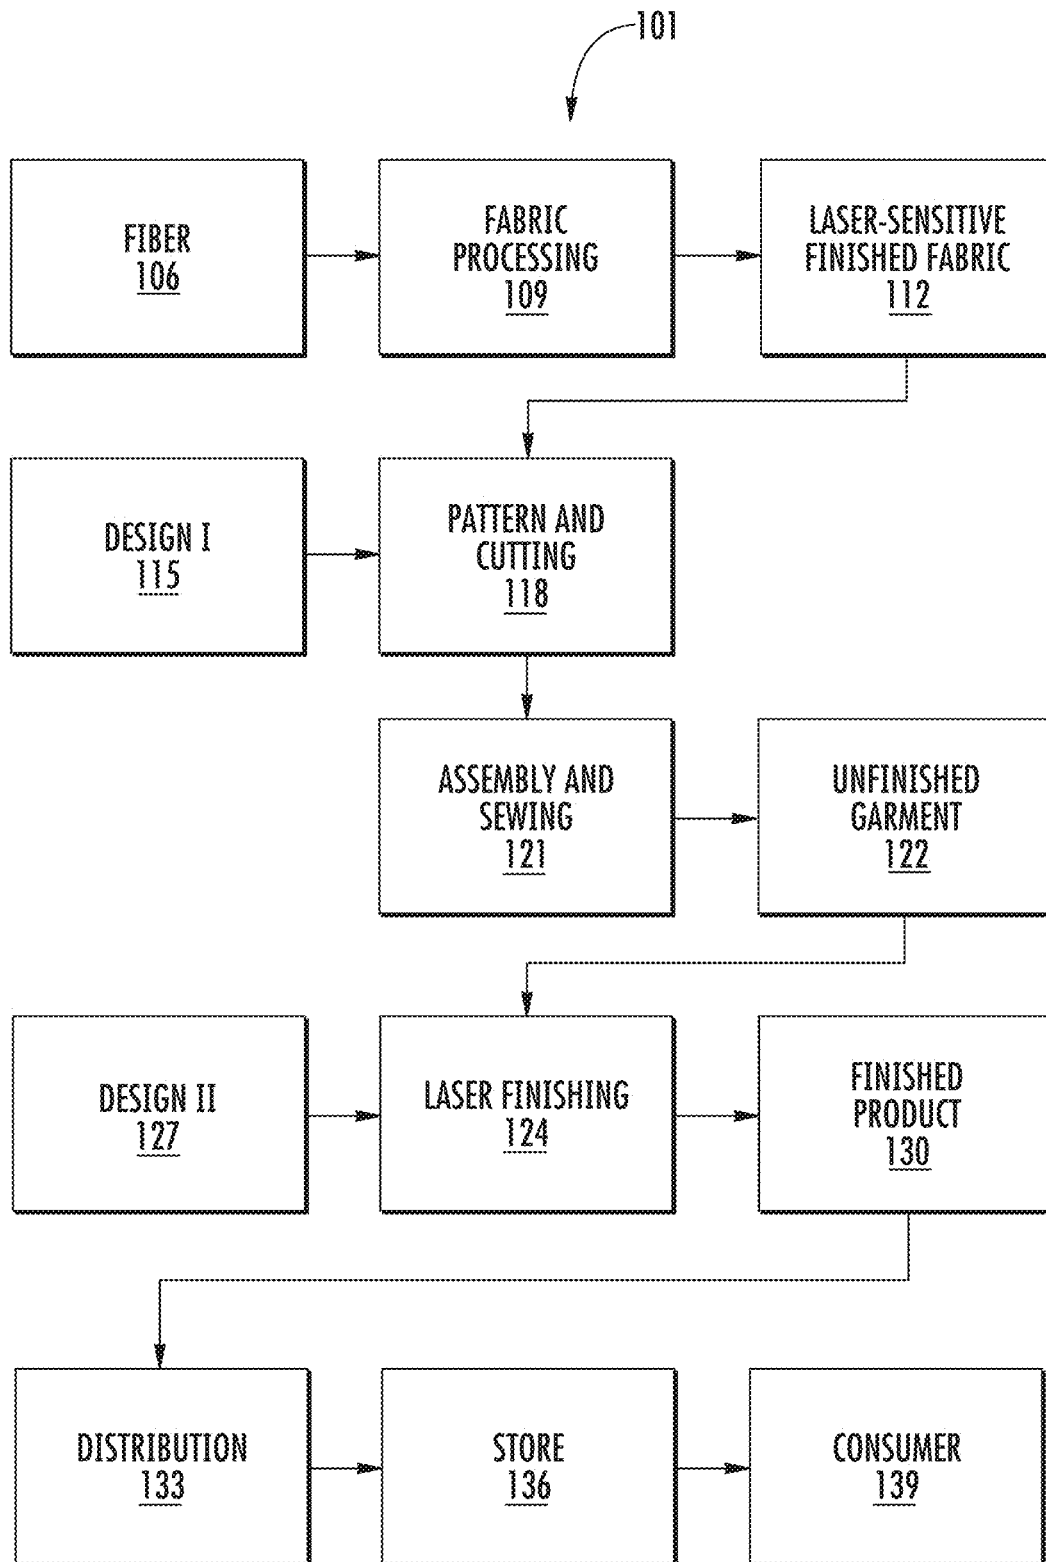 101
FIBER
106
FABRIC
PROCESSING
109
LASER-SENSITIVE
FINISHED FABRIC
112
DESIGN I
115
PATTERN AND
CUTTING
118
ASSEMBLY AND
SEWING
121
UNFINISHED
GARMENT
122
DESIGN II
127
LASER FINISHING
124
FINISHED
PRODUCT
130
DISTRIBUTION
133
STORE
136
CONSUMER
139